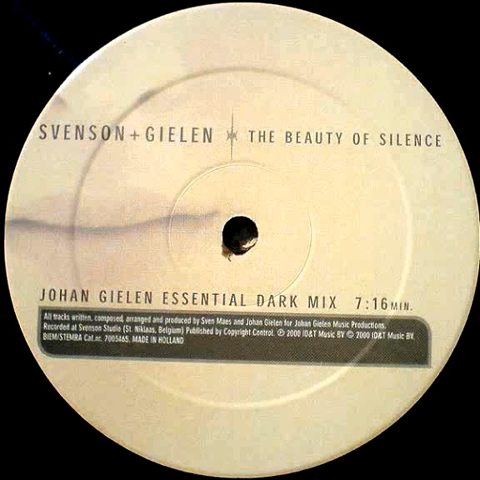 SVENSON+GIELEN THE BEAUTY OF SILENCE
JOHAN GIELEN ESSENTIAL DARK MIX 7:16 MIN.
All tracks written, composed, arranged and produced by Sven Maes and Johan Gielen for Johan Gielen Music Productions.
Recorded at Svenson Studio (St. Niklaas, Belgium) Published by Copyright Control. ℗ 2000 ID&T Music BV © 2000 ID&T Music BV.
BIEM/STEMRA Cat.nr. 7005465. MADE IN HOLLAND